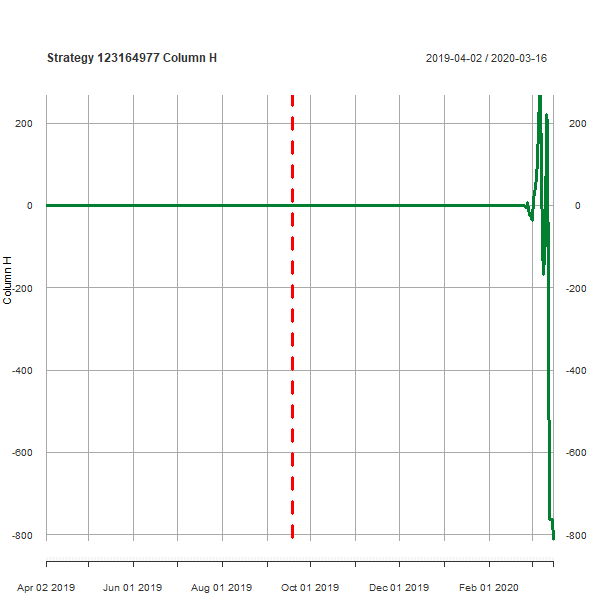 Strategy 123164977 Column H
2019-04-02 / 2020-03-16
200
200
0
0
-200
-200
-400
-400
-600
-600
-800
-800
Column H
Apr 02 2019
Jun 01 2019
Aug 01 2019
Oct 01 2019
Dec 01 2019
Feb 01 2020